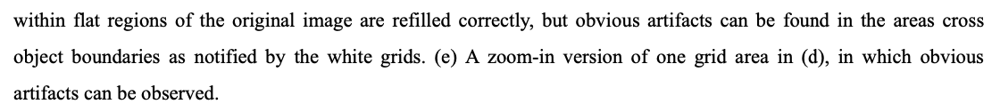 within flat regions of the original image are refilled correctly, but obvious artifacts can be found in the areas cross
object boundaries as notified by the white grids. (e) A zoom-in version of one grid area in (d), in which obvious
artifacts can be observed.